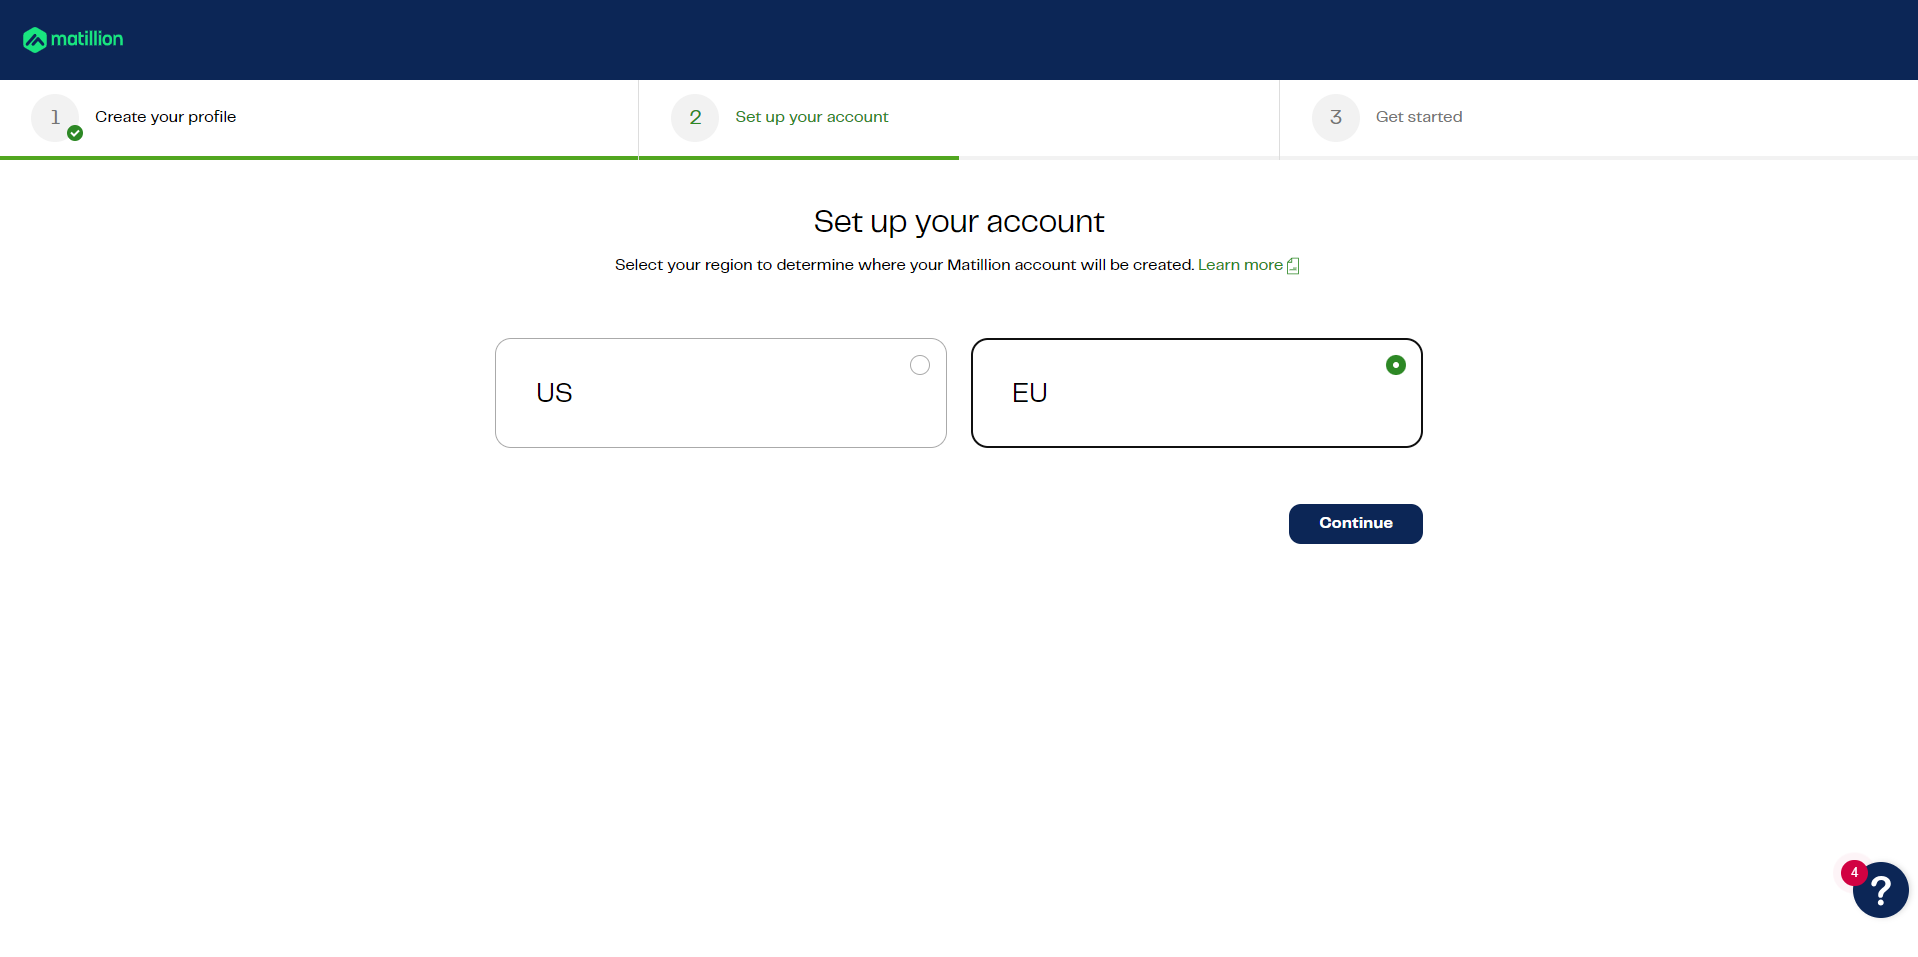 matillion
1 Create your profile
2 Set up your account
3 Get started
Set up your account
Select your region to determine where your Matillion account will be created. Learn more
US
EU
Continue
4
?